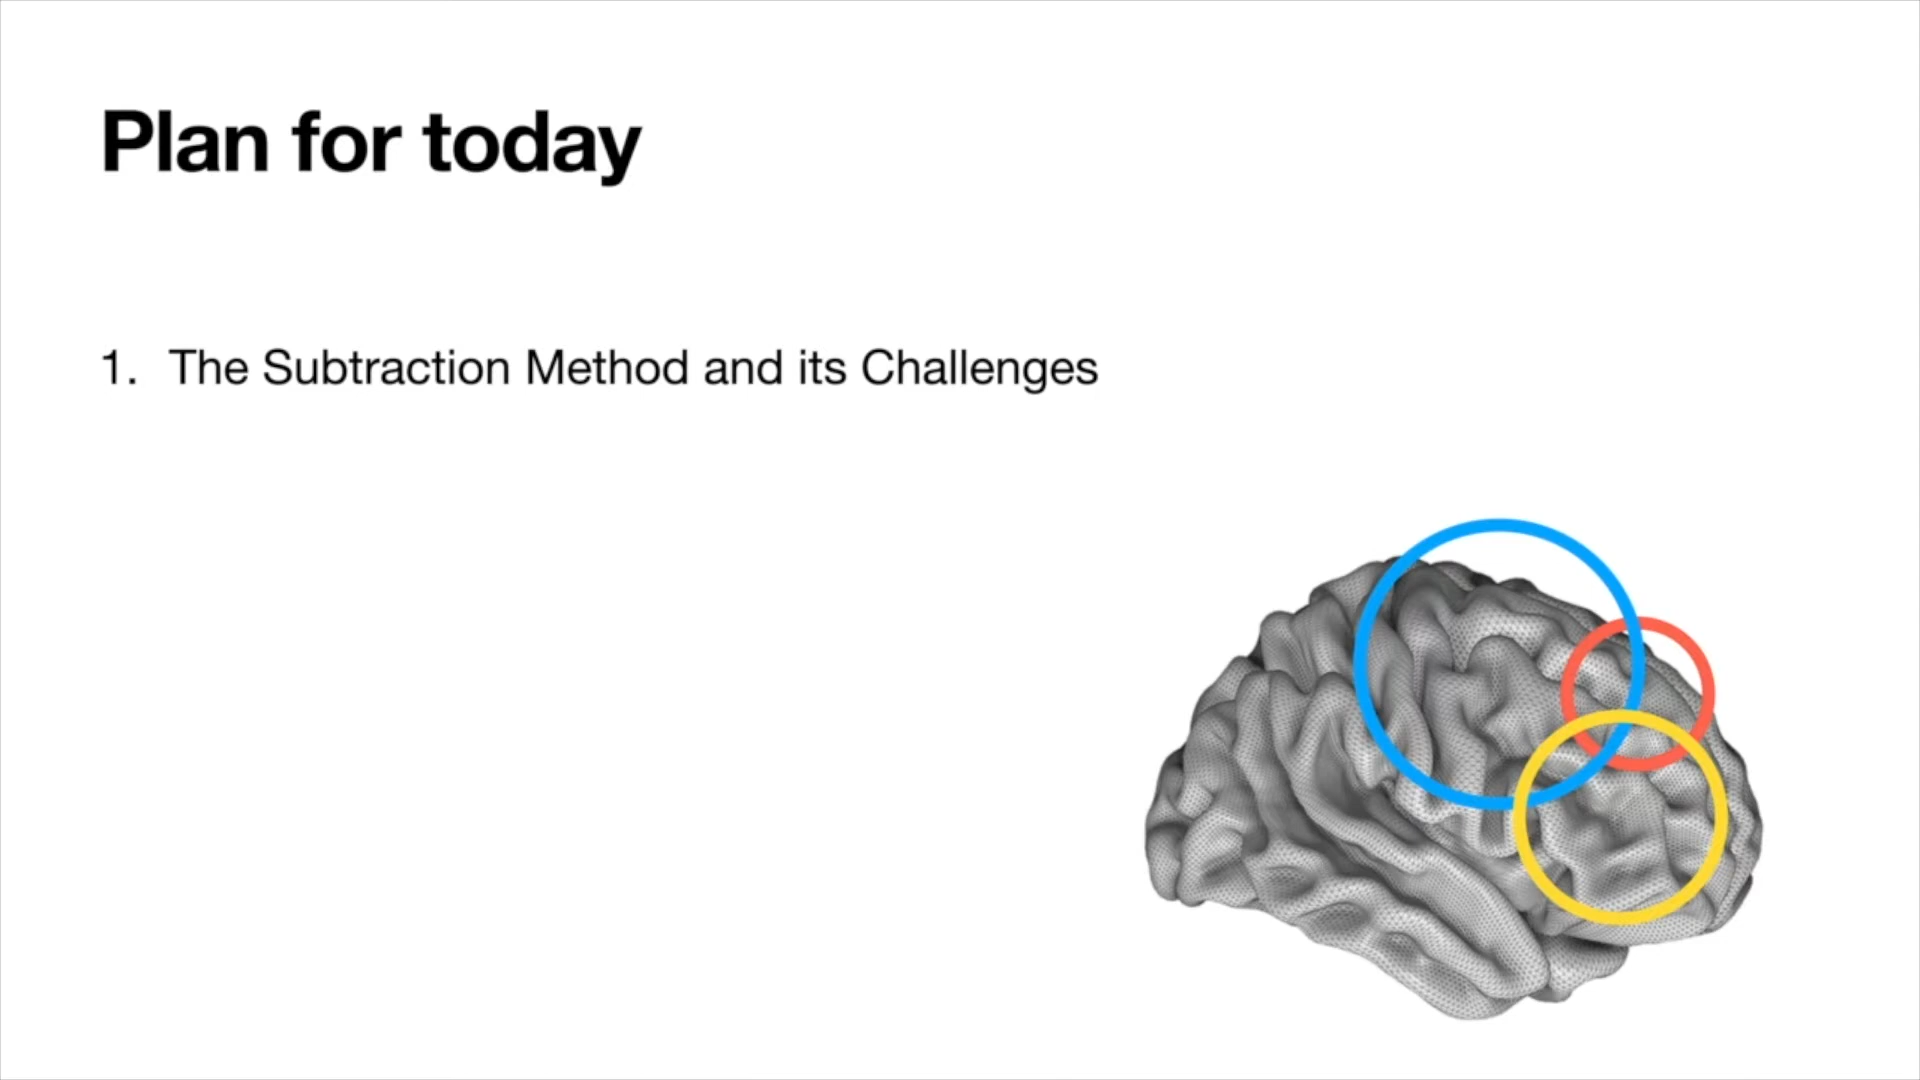 Plan for today
1. The Subtraction Method and its Challenges